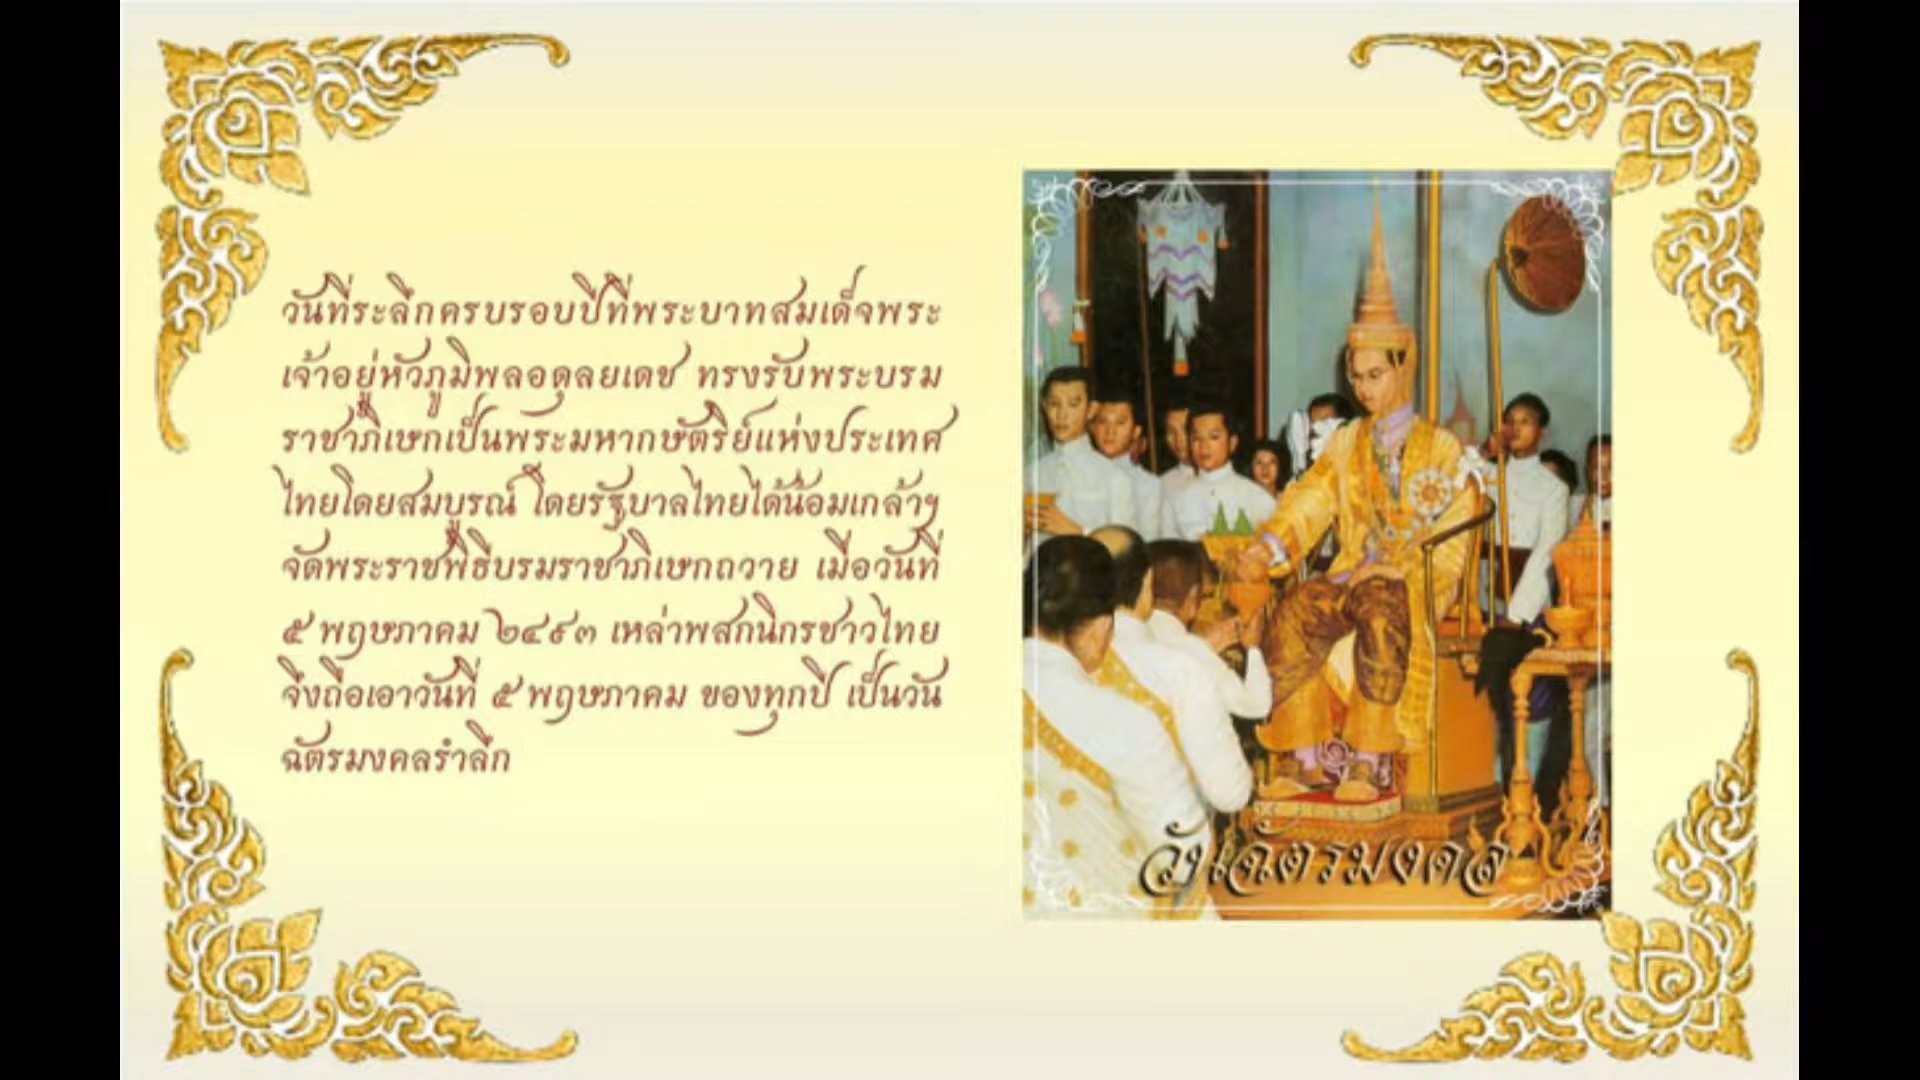 วันที่ระลึกครบรอบปีที่พระบาทสมเด็จพระ
เจ้าอยู่หัวภูมิพลอดุลยเดช ทรงรับพระบรม
ราชาภิเษกเป็นพระมหากษัตริย์แห่งประเทศ
ไทยโดยสมบูรณ์ โดยรัฐบาลไทยได้น้อมเกล้าฯ
จัดพระราชพิธีบรมราชาภิเษกถวาย เมื่อวันที่
๕ พฤษภาคม ๒๔๙๓ เหล่าพสกนิกรชาวไทย
จึงถือเอาวันที่ ๕ พฤษภาคม ของทุกปี เป็นวัน
ฉัตรมงคลรำลึก
วันฉัตรมงคล